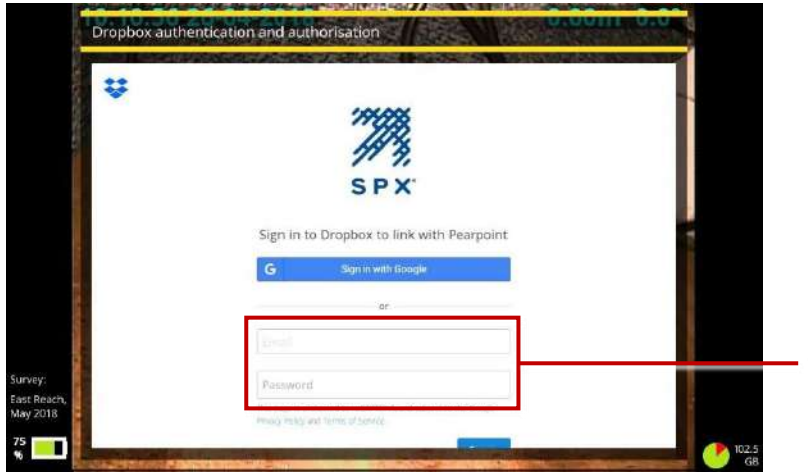 Dropbox authentication and authorisation
SPX
Sign in to Dropbox to link with Pearpoint
G Sign in with Google
or
Email
Password
Privacy Policy and Terms of Service
Survey:
East Reach,
May 2018
75
%
102.5
GB